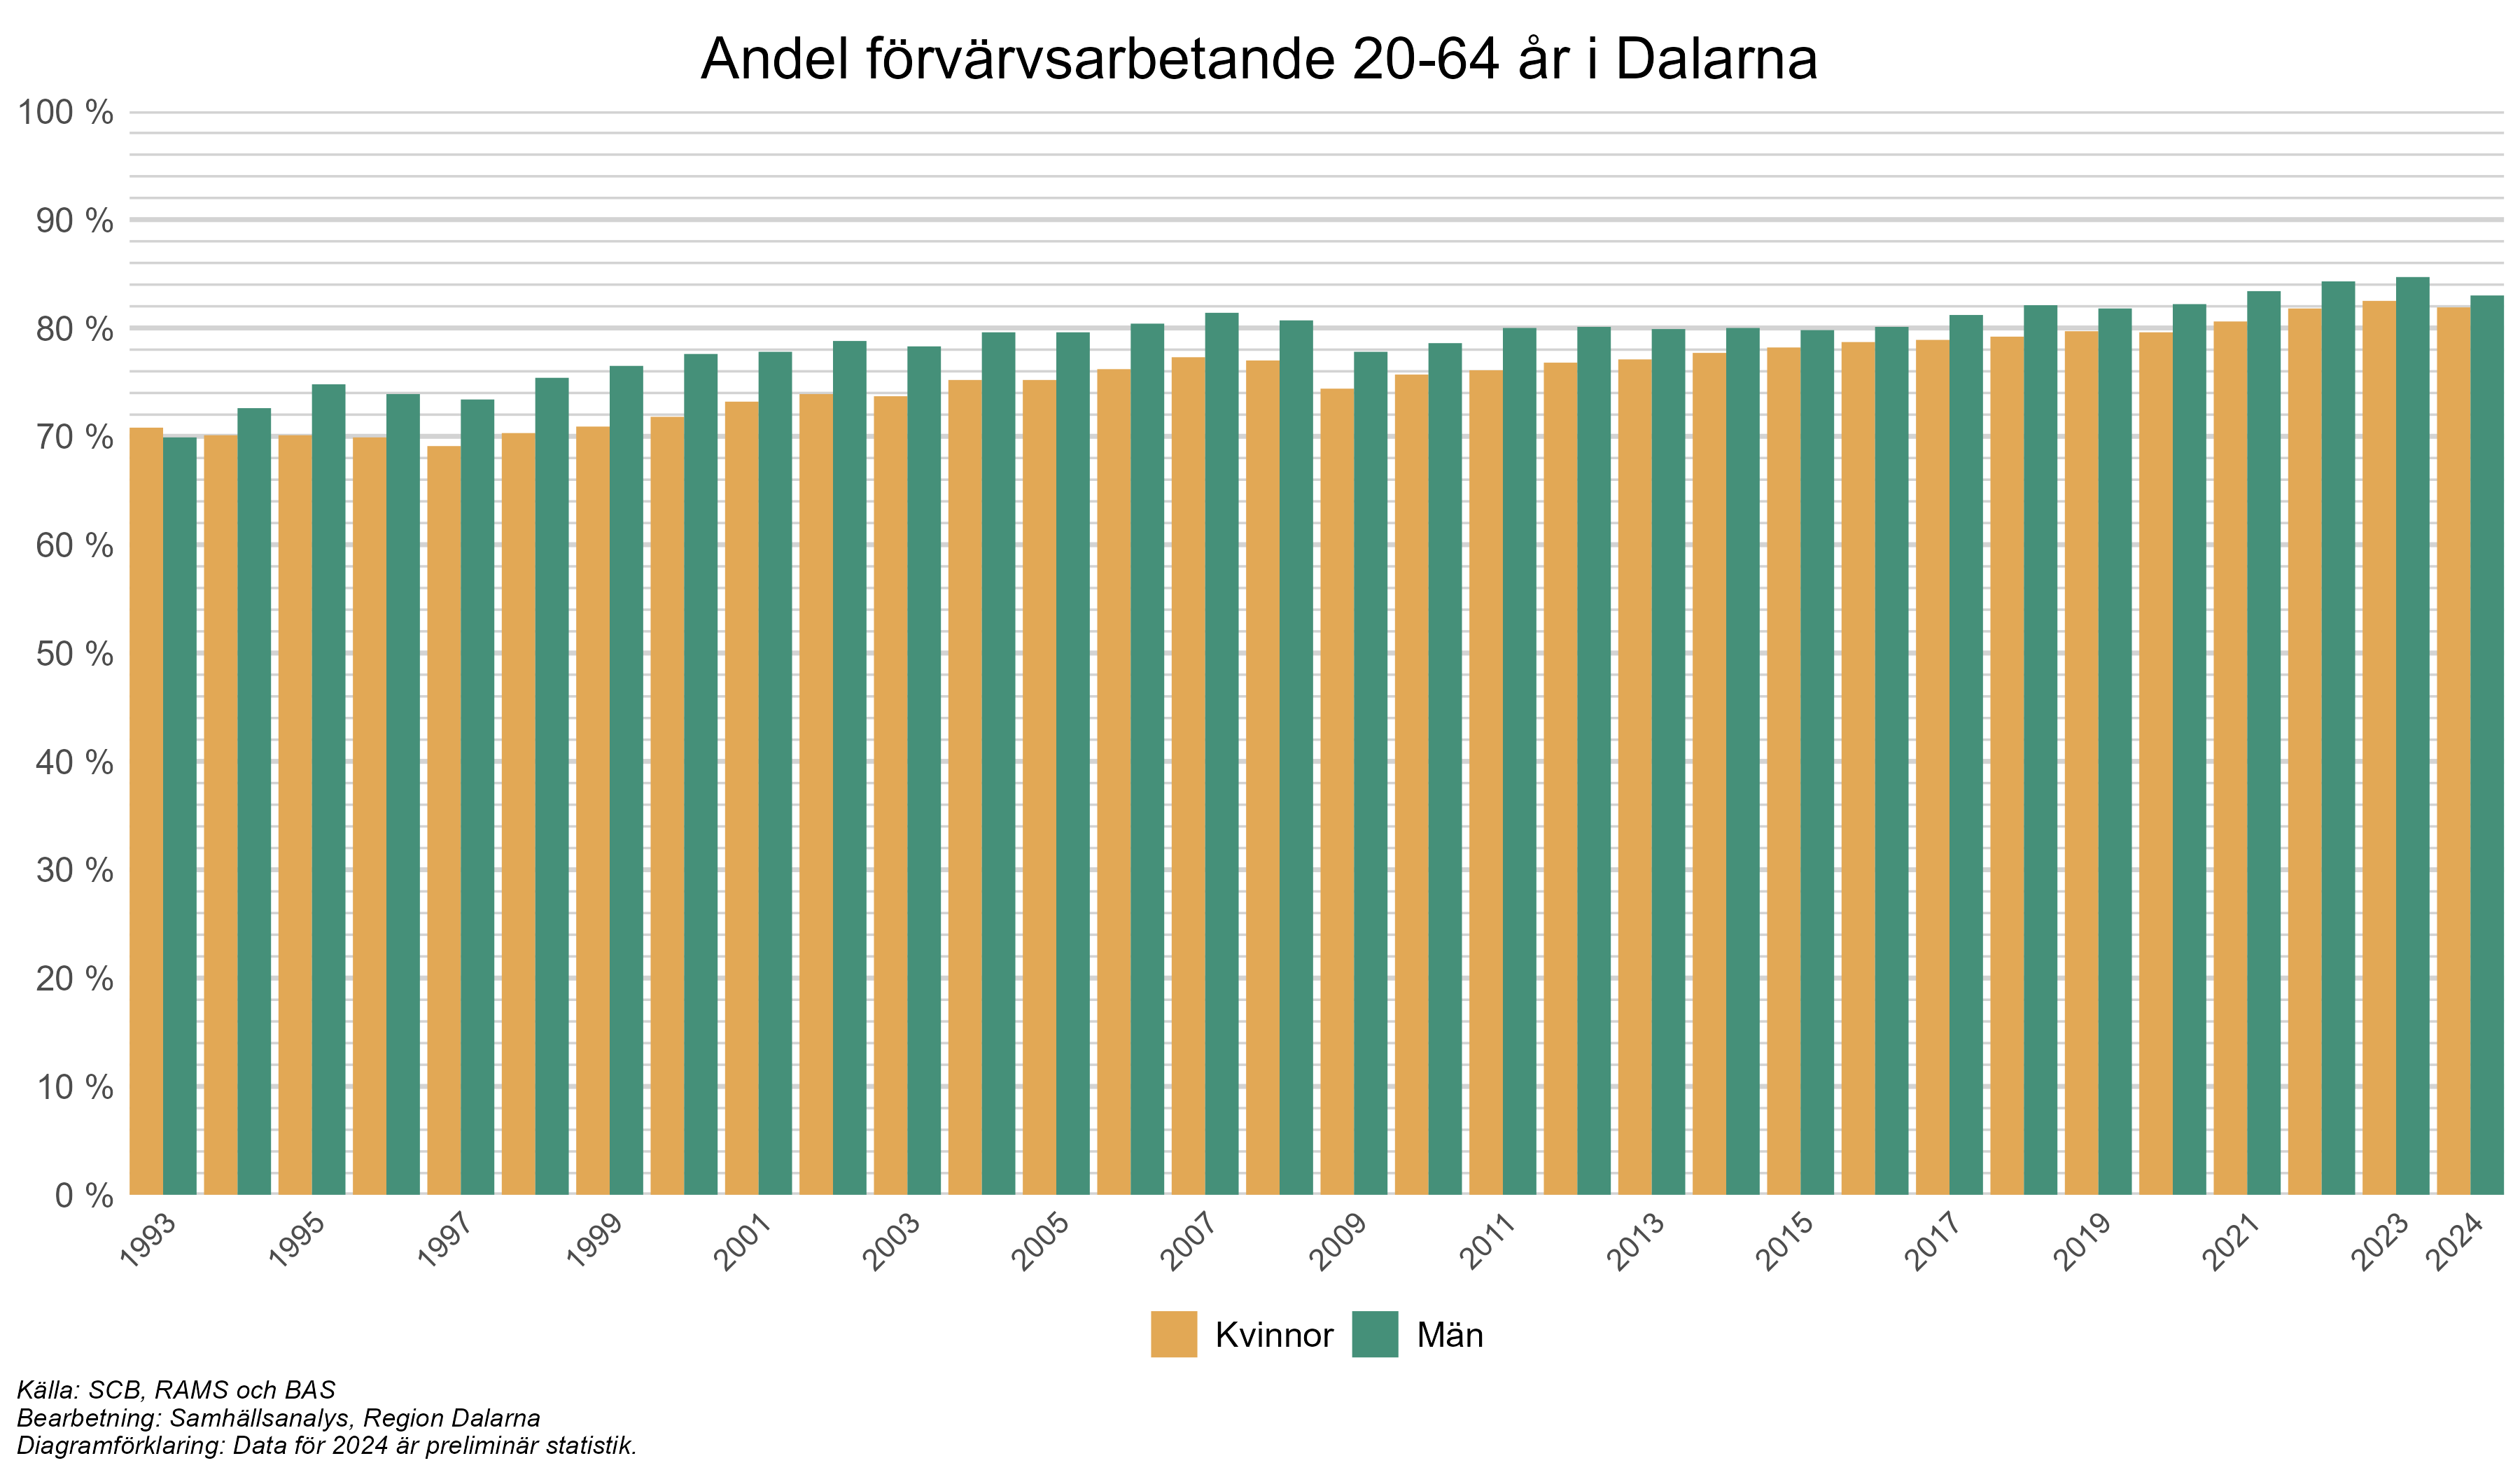 Andel förvärvsarbetande 20-64 år i Dalarna
100 %
90 %
80 %
70 %
60 %
50 %
40 %
30 %
20 %
10 %
0 %
1993 1995 1997 1999 2001 2003 2005 2007 2009 2011 2013 2015 2017 2019 2021 2023 2024
Kvinnor Män
Källa: SCB, RAMS och BAS
Bearbetning: Samhällsanalys, Region Dalarna
Diagramförklaring: Data för 2024 är preliminär statistik.